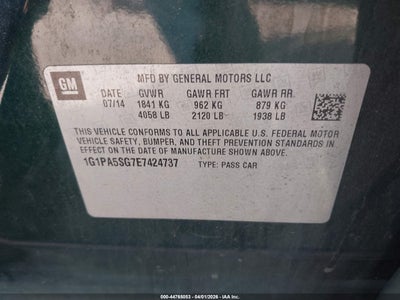 GM
MFD BY GENERAL MOTORS LLC
07/14 GVWR GAWR FRT GAWR RR.
1841 KG 962 KG 879 KG
4058 LB 2120 LB 1938 LB
THIS VEHICLE CONFORMS TO ALL APPLICABLE U.S. FEDERAL MOTOR
VEHICLE SAFETY, BUMPER, AND THEFT PREVENTION STANDARDS IN
EFFECT ON THE DATE OF MANUFACTURE SHOWN ABOVE.
1G1PA5SG7E7424737 TYPE: PASS CAR
000-44765053 - 04/01/2026 - IAAI.COM